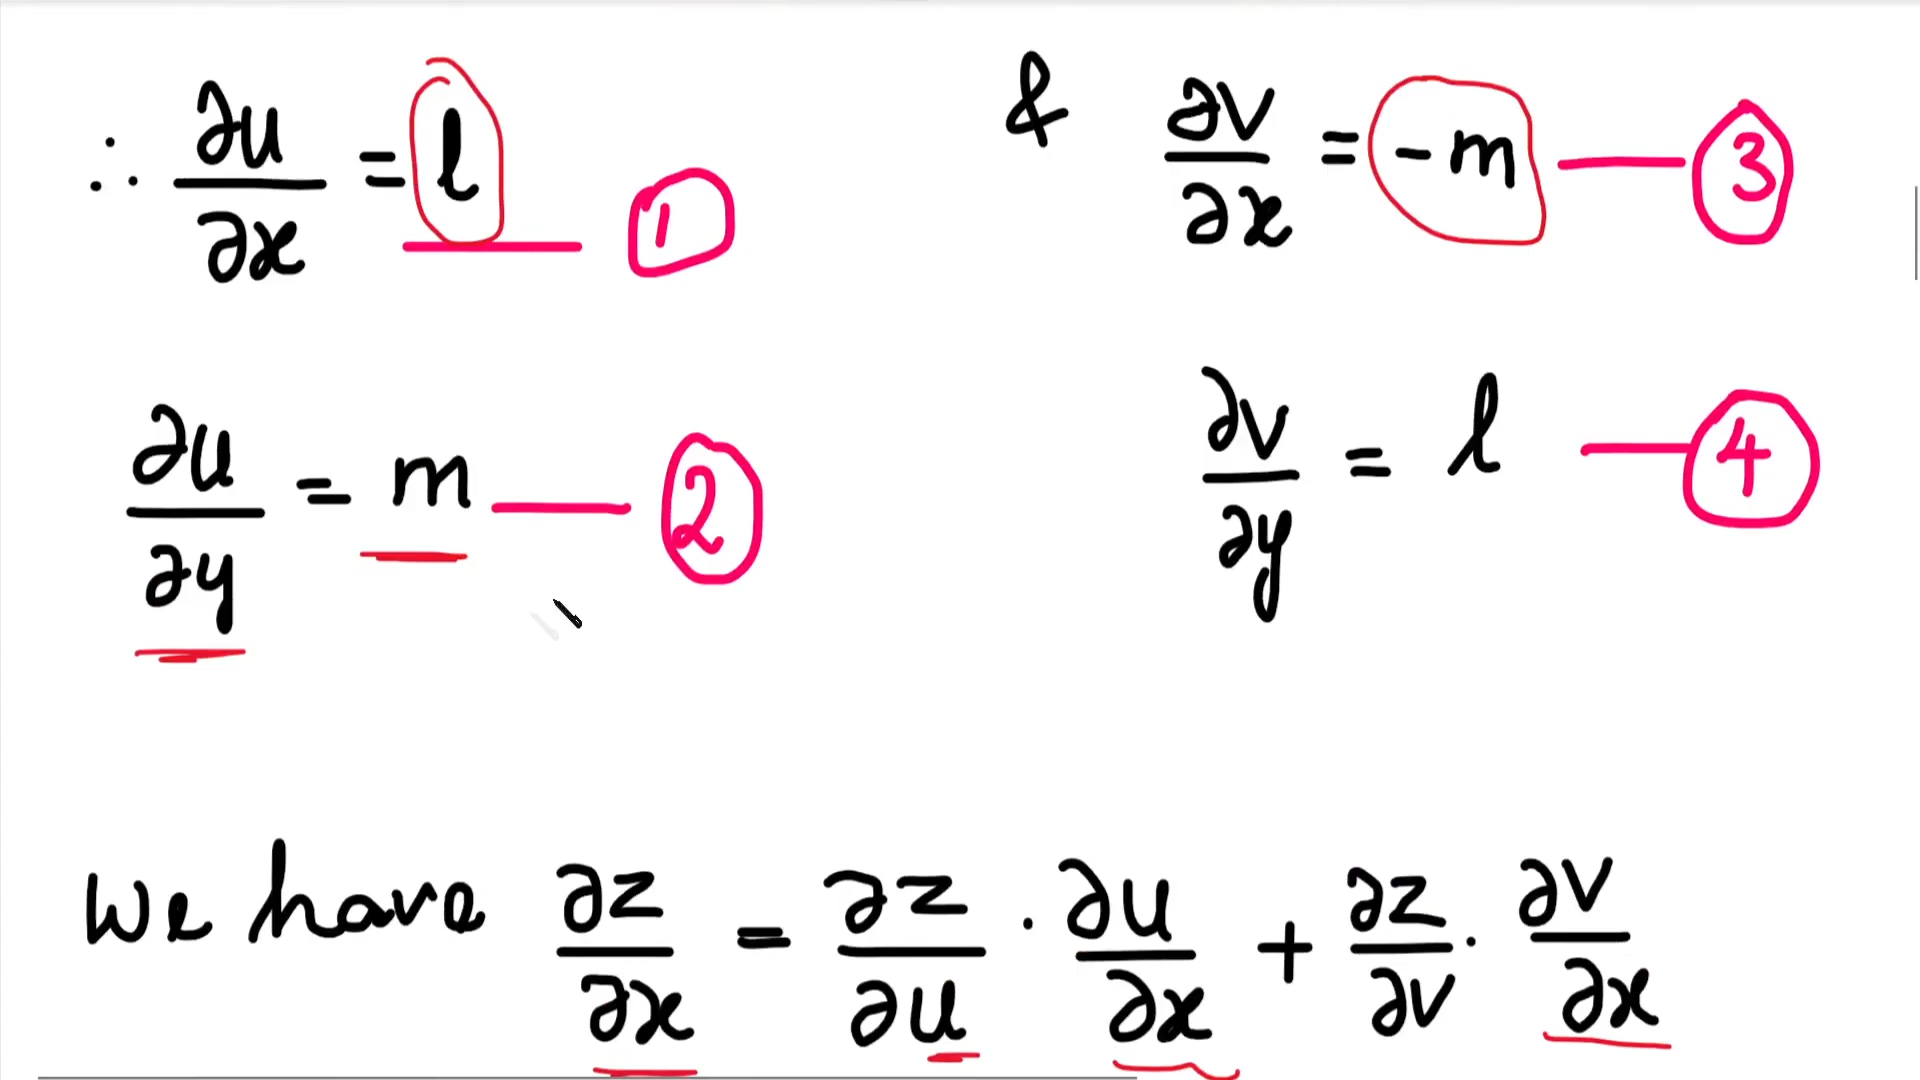 ∴ ∂u/∂x = l ① & ∂v/∂x = -m — ③
∂u/∂y = m — ② ∂v/∂y = l — ④
We have ∂z/∂x = ∂z/∂u · ∂u/∂x + ∂z/∂v · ∂v/∂x